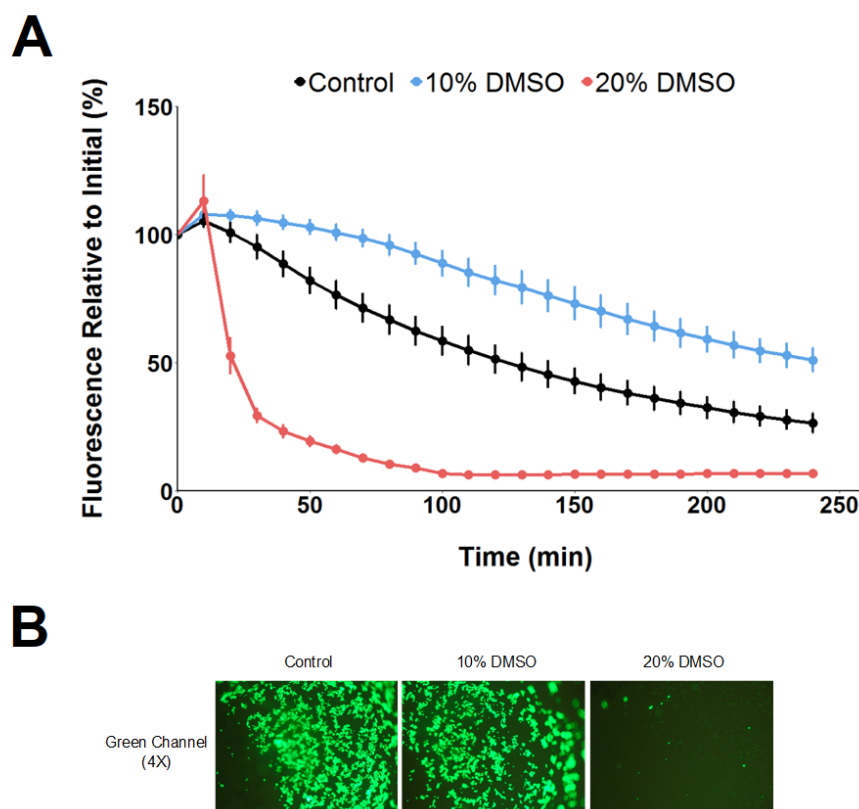 A
Control 10% DMSO 20% DMSO
Fluorescence Relative to Initial (%)
150
100
50
0
0 50 100 150 200 250
Time (min)
B
Control 10% DMSO 20% DMSO
Green Channel
(4X)